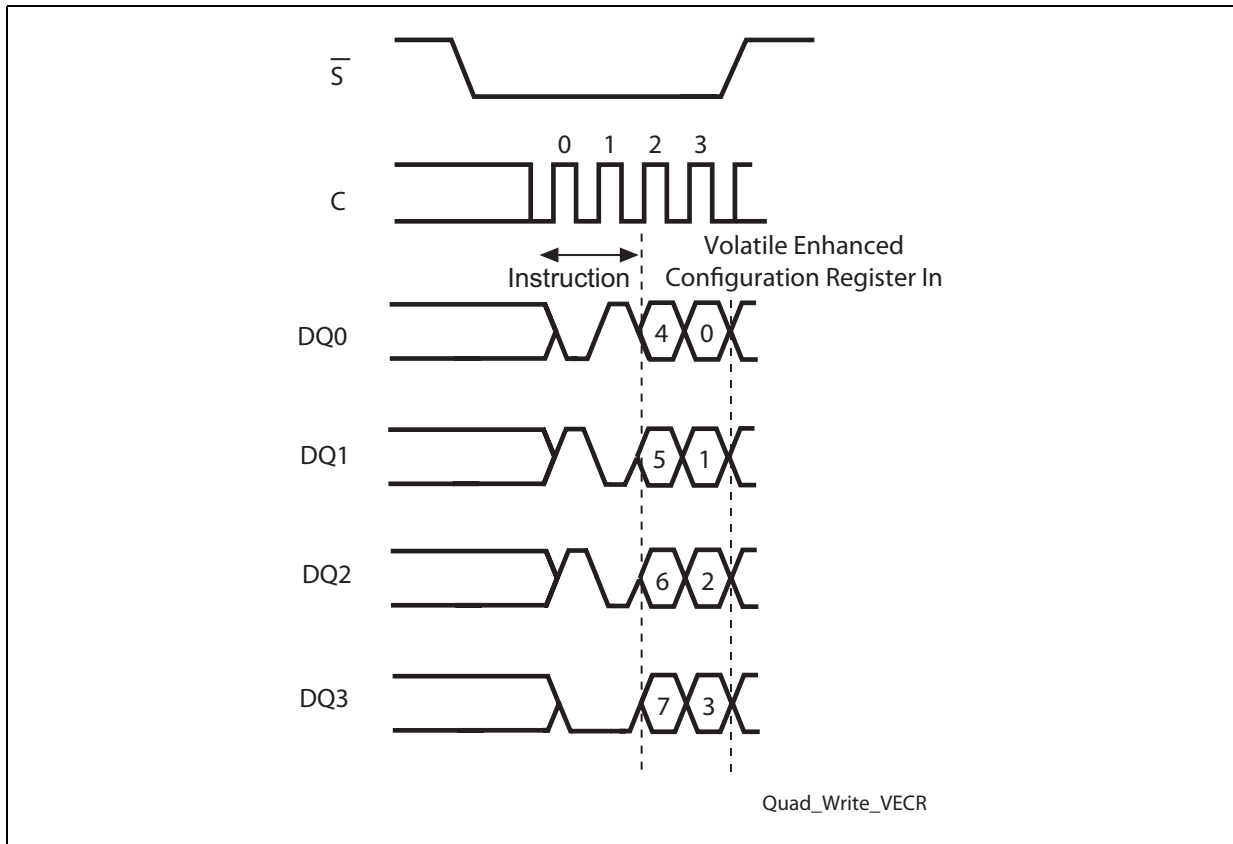 S̅
0 1 2 3
C
Volatile Enhanced
Instruction Configuration Register In
DQ0 4 0
DQ1 5 1
DQ2 6 2
DQ3 7 3
Quad_Write_VECR